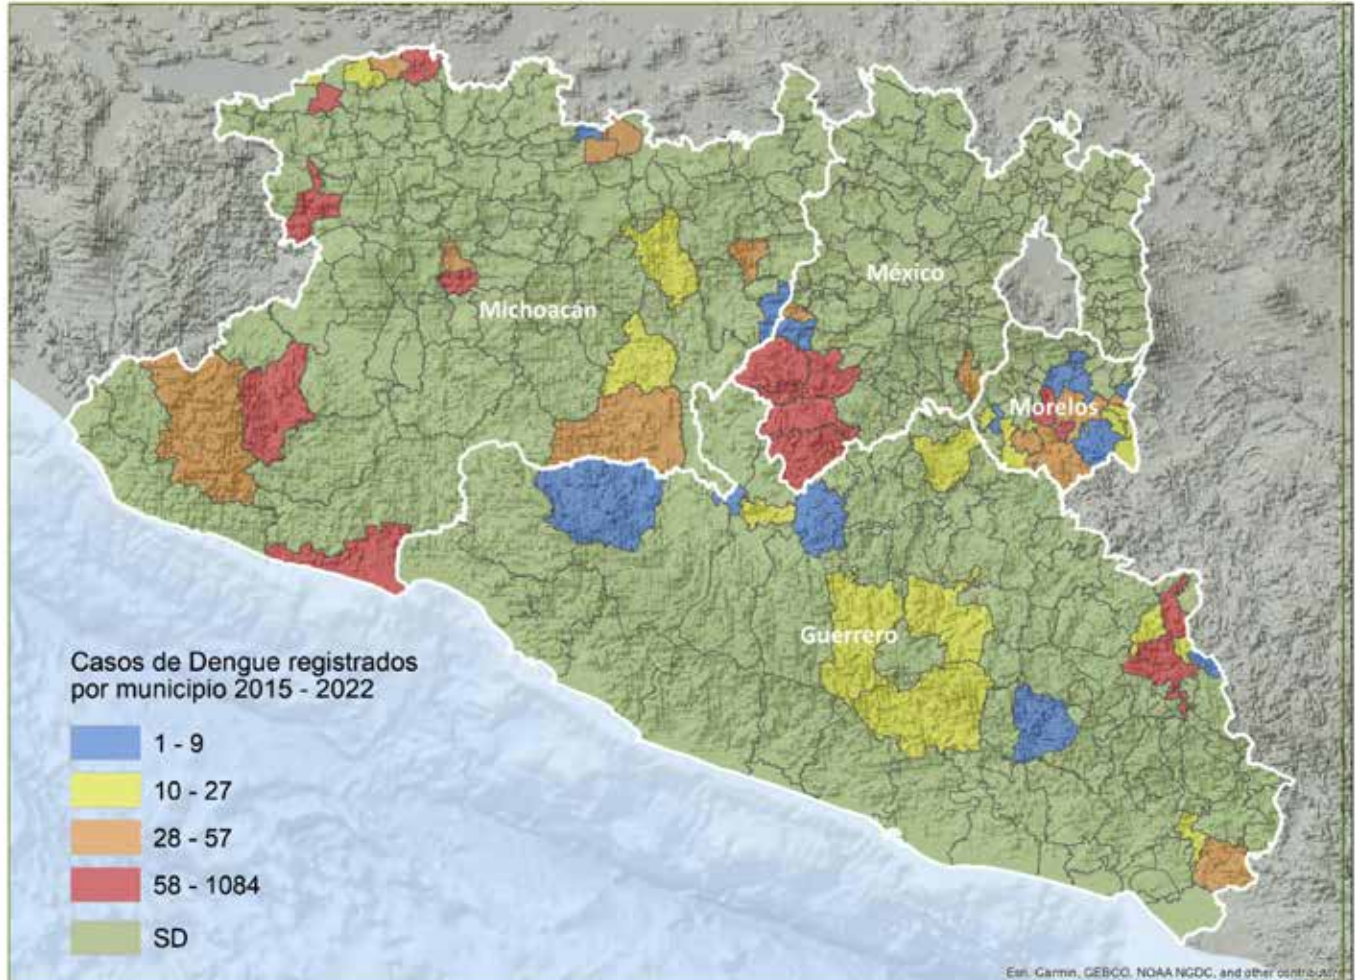 México
Michoacán
Morelos
Guerrero
Casos de Dengue registrados
por municipio 2015 - 2022
1 - 9
10 - 27
28 - 57
58 - 1084
SD
Esri, Garmin, GEBCO, NOAA NGDC, and other contributors